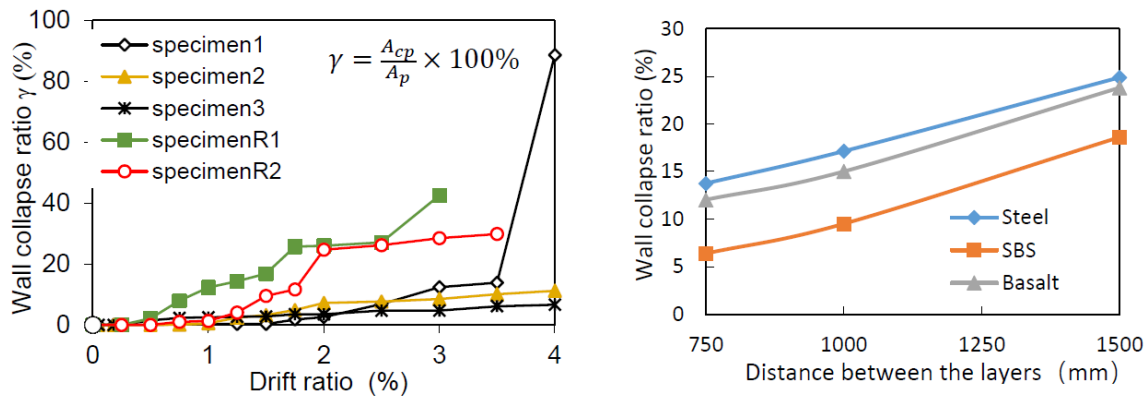 100
80
60
40
20
0
Wall collapse ratio γ (%)
specimen1
specimen2
specimen3
specimenR1
specimenR2
γ = A_cp / A_p × 100%
0 1 2 3 4
Drift ratio (%)
30
25
20
15
10
5
0
Wall collapse ratio (%)
Steel
SBS
Basalt
750 1000 1250 1500
Distance between the layers (mm)